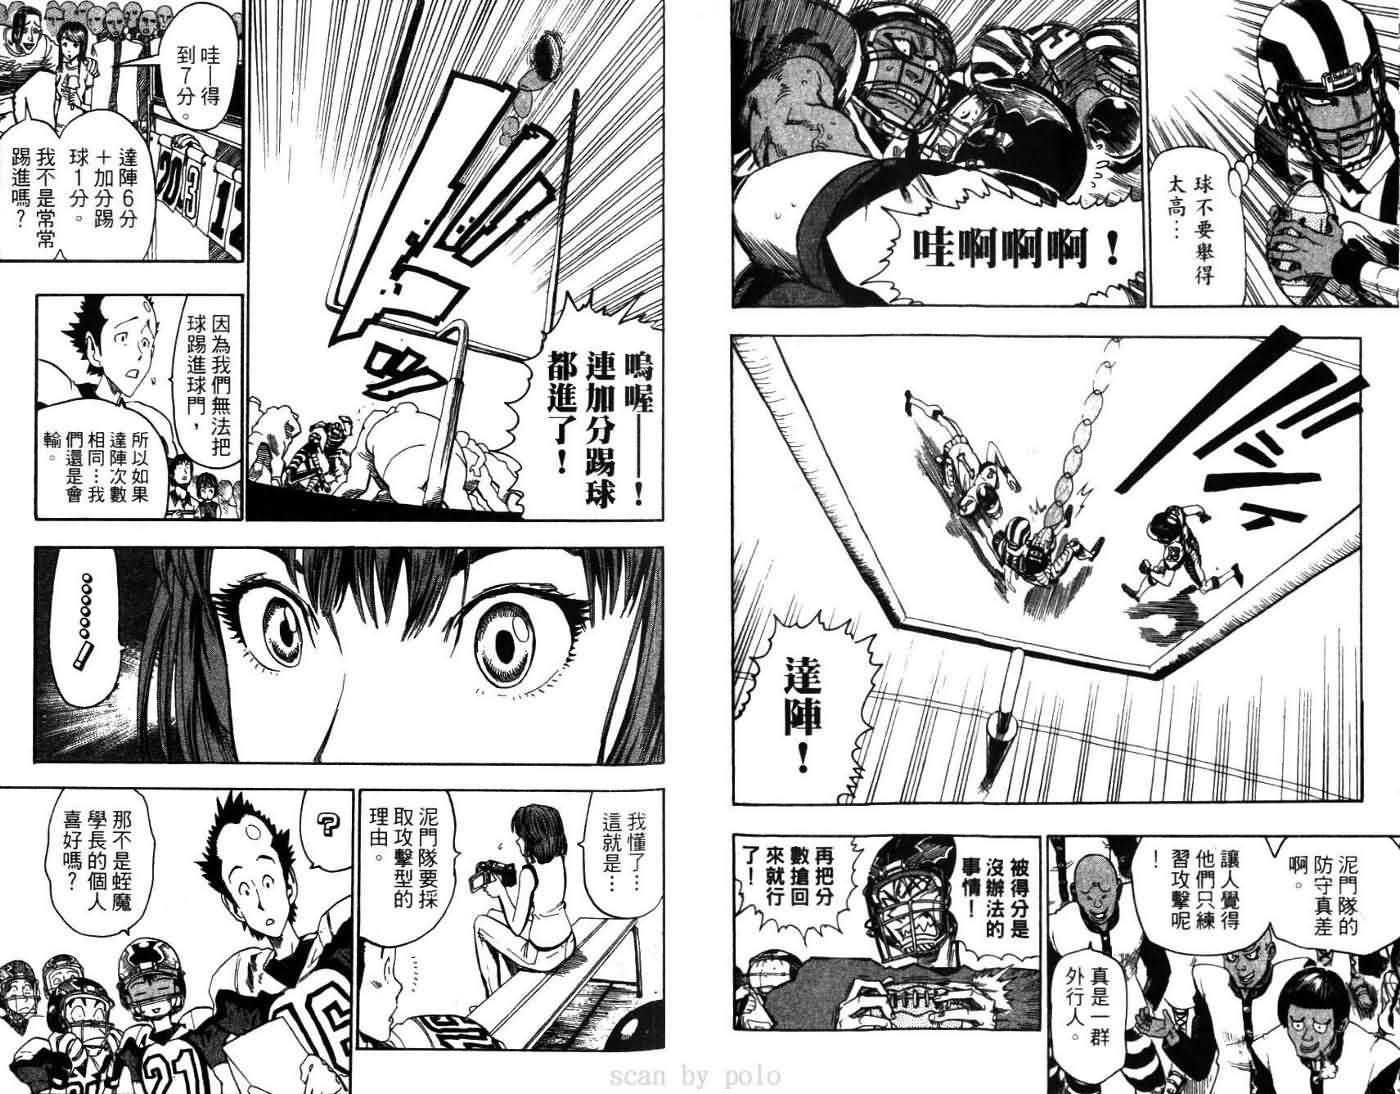 球不要舉得
太高…
哇啊啊啊！
達陣！
泥門隊的
防守真差
啊。
讓人覺得
他們只練
習攻擊呢
！
真是一群
外行人。
被得分是
沒辦法的
事情！
再把分
數搶回
來就行
了！
嗚喔——！
連加分踢球
都進了！
哇—得
到7分。
達陣6分
＋加分踢
球1分。
我不是常常
踢進嗎？
因為我們無法把
球踢進球門，
所以如果
達陣次數
相同…我
們還是會
輸。
……！
我懂了…
這就是…
泥門隊要採
取攻擊型的
理由。
？
那不是蛭魔
學長的個人
喜好嗎？
16
21
scan by polo